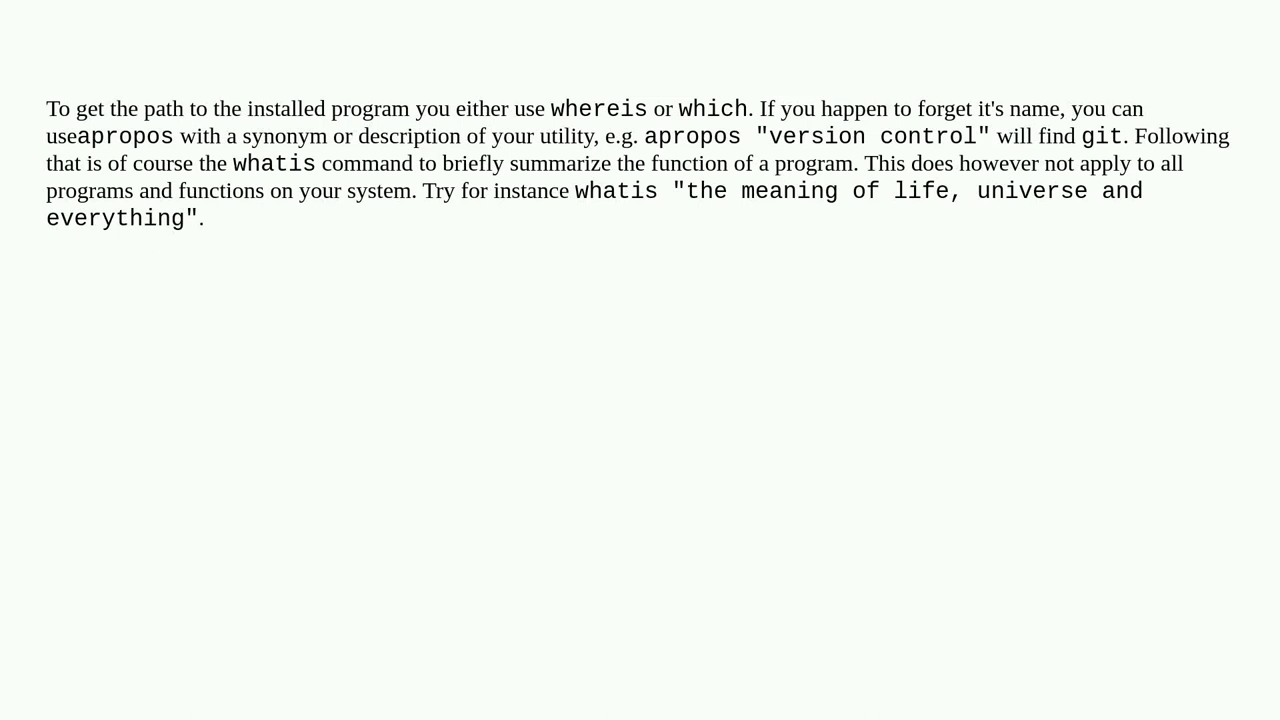 To get the path to the installed program you either use whereis or which. If you happen to forget it's name, you can
useapropos with a synonym or description of your utility, e.g. apropos "version control" will find git. Following
that is of course the whatis command to briefly summarize the function of a program. This does however not apply to all
programs and functions on your system. Try for instance whatis "the meaning of life, universe and
everything".